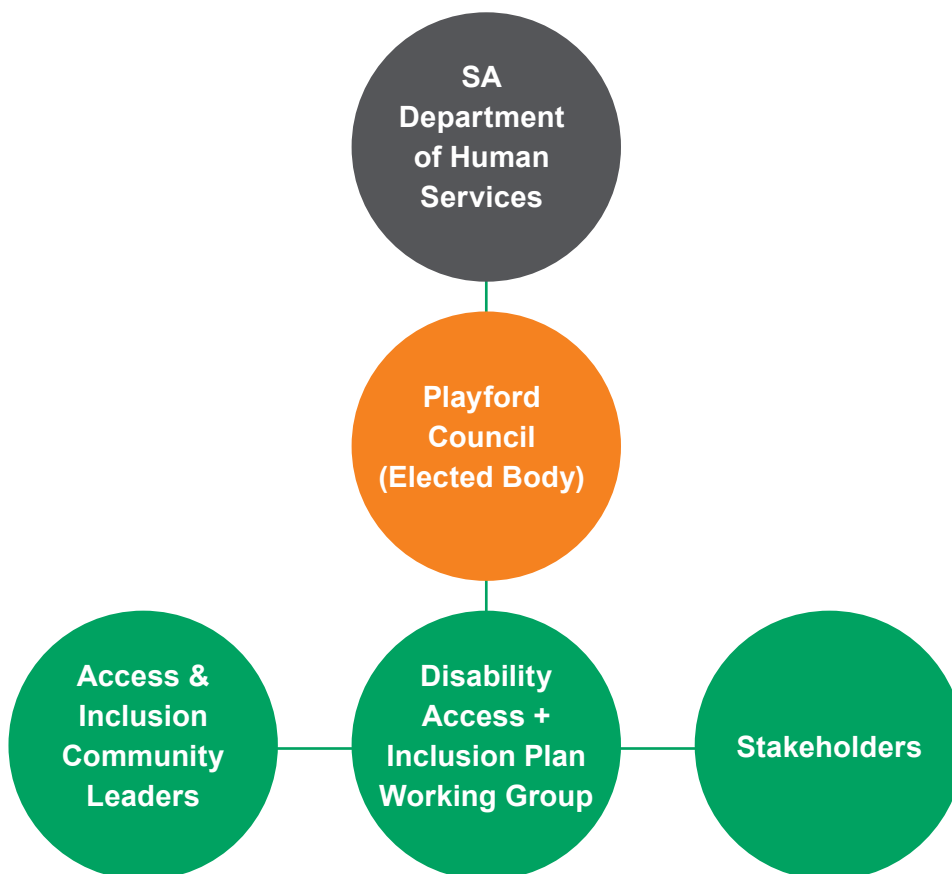 SA
Department
of Human
Services
Playford
Council
(Elected Body)
Access &
Inclusion
Community
Leaders
Disability
Access +
Inclusion Plan
Working Group
Stakeholders